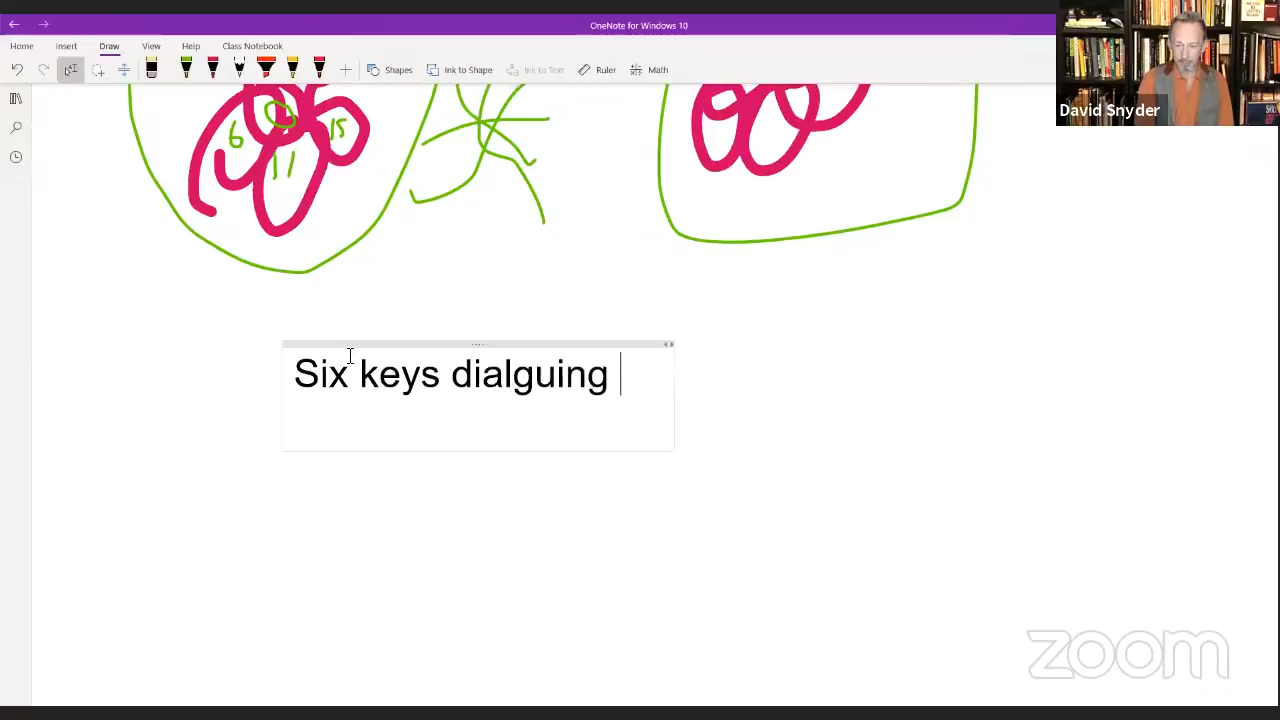 OneNote for Windows 10
David Snyder
Home Insert Draw View Help Class Notebook
Shapes Ink to Shape Ink to Text Ruler Math
6 15
11
Six keys dialguing
zoom